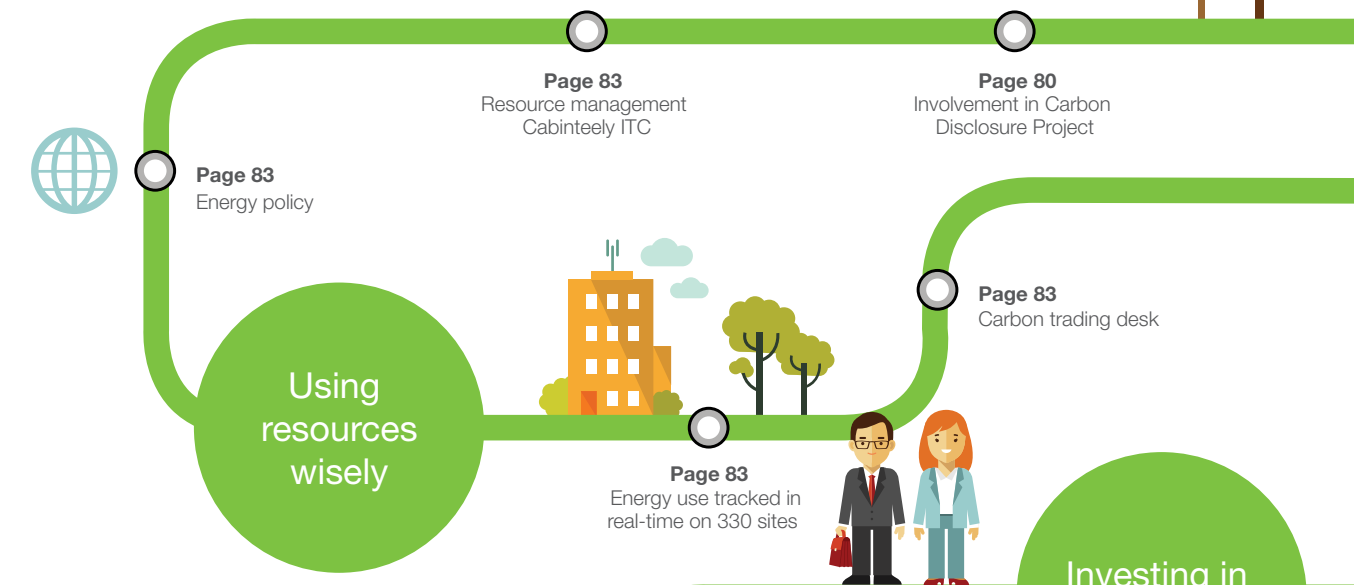 Page 83
Resource management
Cabinteely ITC
Page 80
Involvement in Carbon
Disclosure Project
Page 83
Energy policy
Page 83
Carbon trading desk
Using
resources
wisely
Page 83
Energy use tracked in
real-time on 330 sites
Investing in